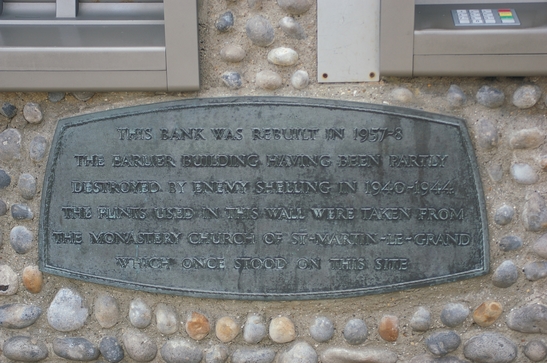 THIS BANK WAS REBUILT IN 1957-8
THE EARLIER BUILDING HAVING BEEN PARTLY
DESTROYED BY ENEMY SHELLING IN 1940-1944.
THE FLINTS USED IN THIS WALL WERE TAKEN FROM
THE MONASTERY CHURCH OF ST-MARTIN-LE-GRAND
WHICH ONCE STOOD ON THIS SITE